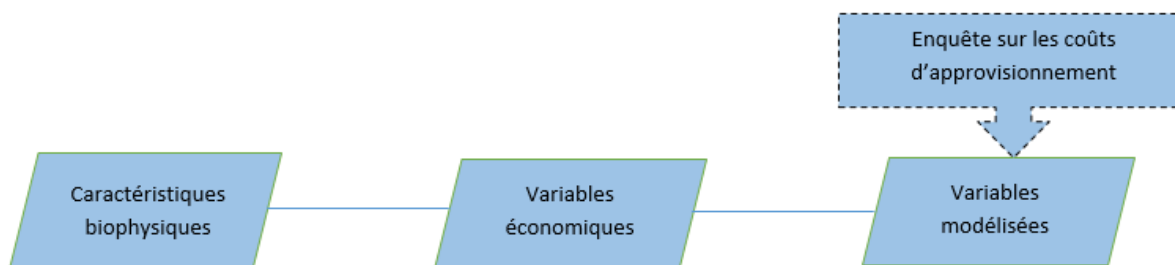 Enquête sur les coûts
d’approvisionnement
Caractéristiques
biophysiques
Variables
économiques
Variables
modélisées